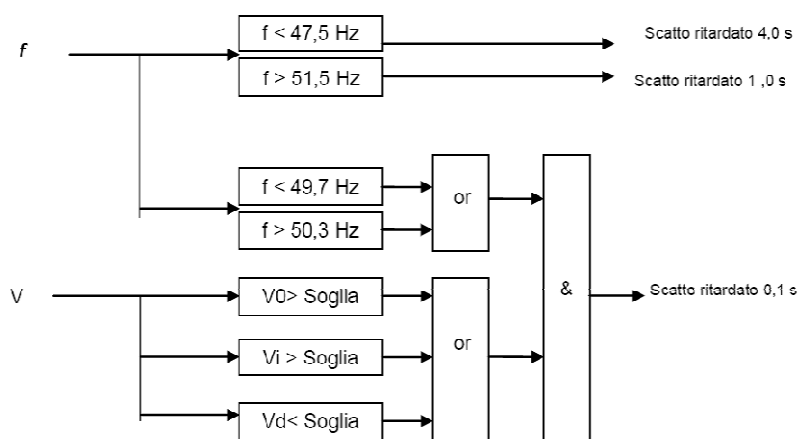 f
f < 47,5 Hz
Scatto ritardato 4,0 s
f > 51,5 Hz
Scatto ritardato 1 ,0 s
f < 49,7 Hz
or
f > 50,3 Hz
V
V0> Soglia
&
Scatto ritardato 0,1 s
Vi > Soglia
or
Vd< Soglia